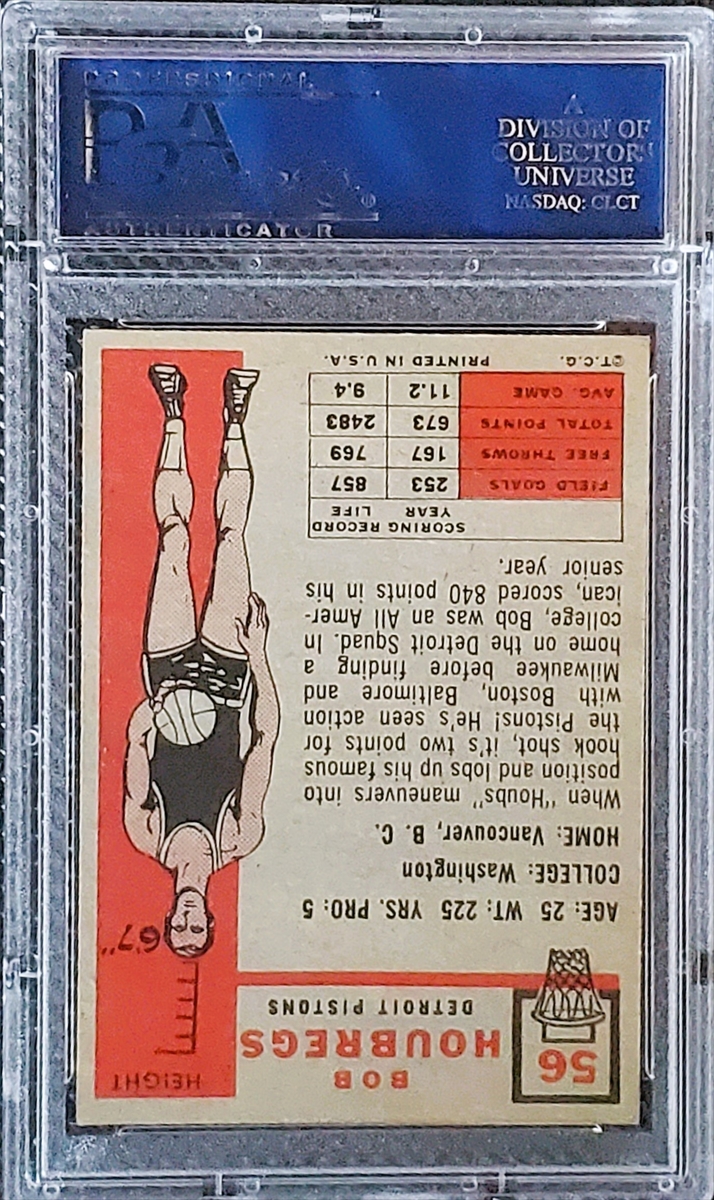 PROFESSIONAL
PSA
AUTHENTICATOR
A
DIVISION OF
COLLECTORS
UNIVERSE
NASDAQ: CLCT
56
BOB
HOUBREGS
DETROIT PISTONS
HEIGHT
6'7"
AGE: 25 WT: 225 YRS. PRO: 5
COLLEGE: Washington
HOME: Vancouver, B. C.
When "Houbs" maneuvers into
position and lobs up his famous
hook shot, it's two points for
the Pistons! He's seen action
with Boston, Baltimore and
Milwaukee before finding a
home on the Detroit Squad. In
college, Bob was an All Amer-
ican, scored 840 points in his
senior year.
SCORING RECORD YEAR LIFE
FIELD GOALS 253 857
FREE THROWS 167 769
TOTAL POINTS 673 2483
AVG. GAME 11.2 9.4
©T.C.G. PRINTED IN U.S.A.